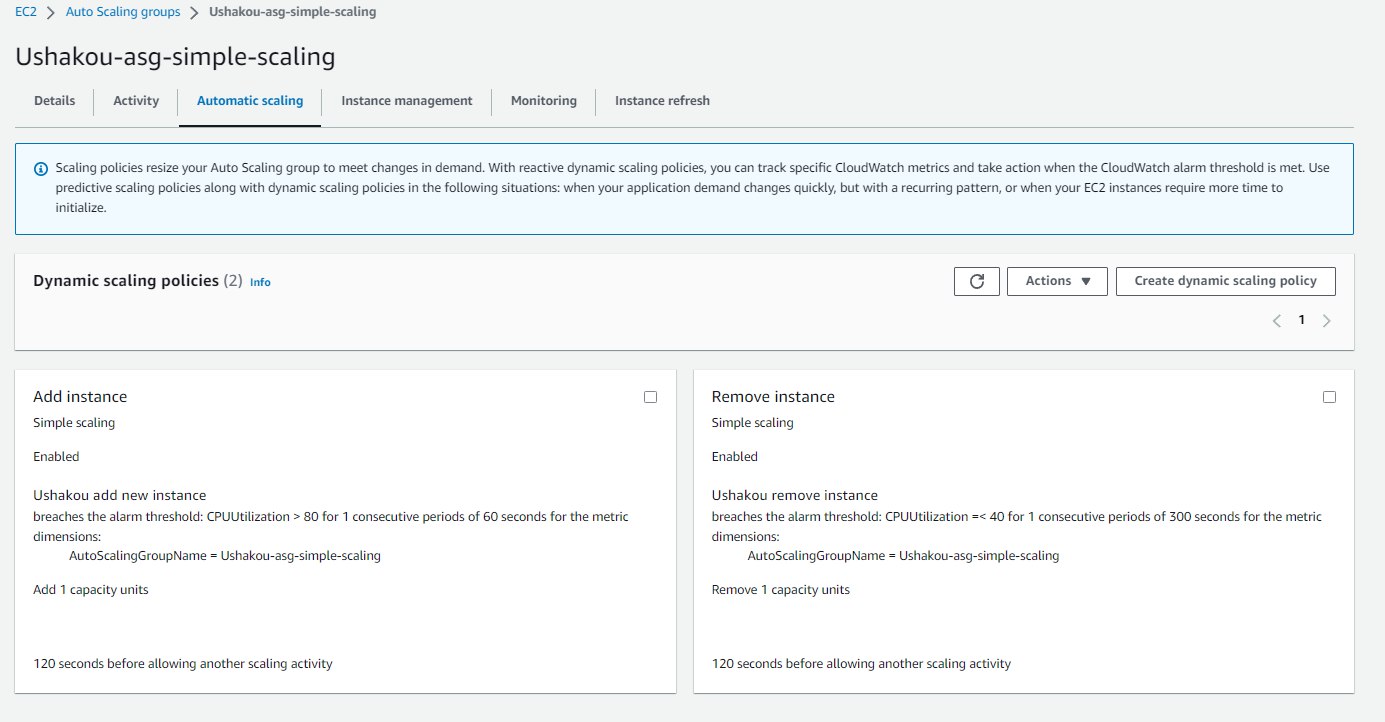 EC2 > Auto Scaling groups > Ushakou-asg-simple-scaling
Ushakou-asg-simple-scaling
Details Activity Automatic scaling Instance management Monitoring Instance refresh
Scaling policies resize your Auto Scaling group to meet changes in demand. With reactive dynamic scaling policies, you can track specific CloudWatch metrics and take action when the CloudWatch alarm threshold is met. Use
predictive scaling policies along with dynamic scaling policies in the following situations: when your application demand changes quickly, but with a recurring pattern, or when your EC2 instances require more time to
initialize.
Dynamic scaling policies (2) Info
Actions
Create dynamic scaling policy
1
Add instance
Simple scaling
Enabled
Ushakou add new instance
breaches the alarm threshold: CPUUtilization > 80 for 1 consecutive periods of 60 seconds for the metric
dimensions:
AutoScalingGroupName = Ushakou-asg-simple-scaling
Add 1 capacity units
120 seconds before allowing another scaling activity
Remove instance
Simple scaling
Enabled
Ushakou remove instance
breaches the alarm threshold: CPUUtilization =< 40 for 1 consecutive periods of 300 seconds for the metric
dimensions:
AutoScalingGroupName = Ushakou-asg-simple-scaling
Remove 1 capacity units
120 seconds before allowing another scaling activity